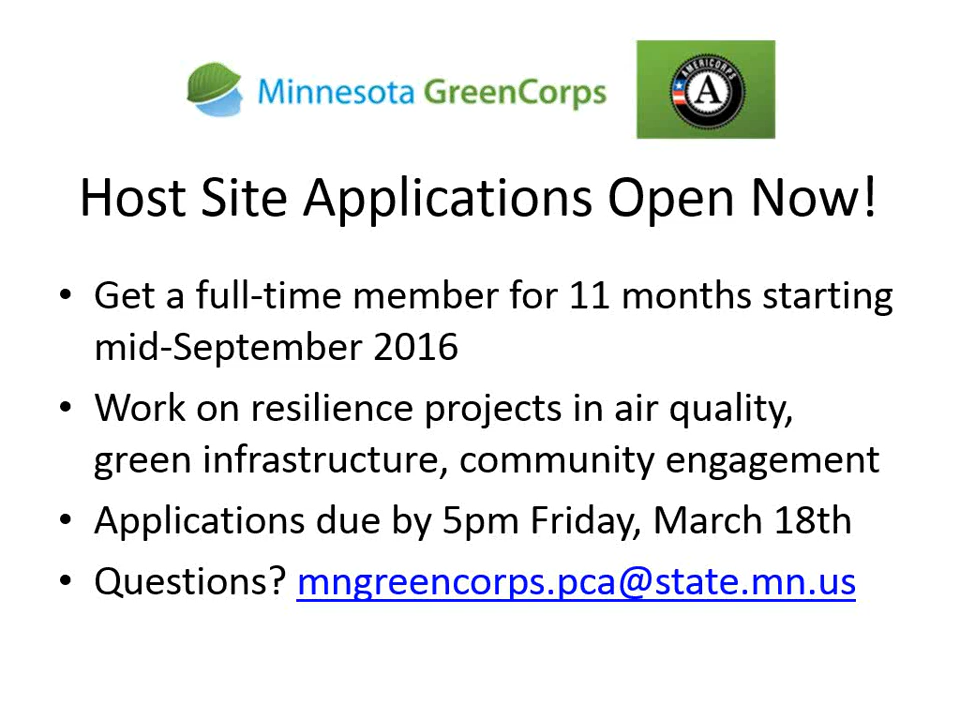 Minnesota GreenCorps
AMERICORPS
A
Host Site Applications Open Now!
• Get a full-time member for 11 months starting
mid-September 2016
• Work on resilience projects in air quality,
green infrastructure, community engagement
• Applications due by 5pm Friday, March 18th
• Questions? mngreencorps.pca@state.mn.us